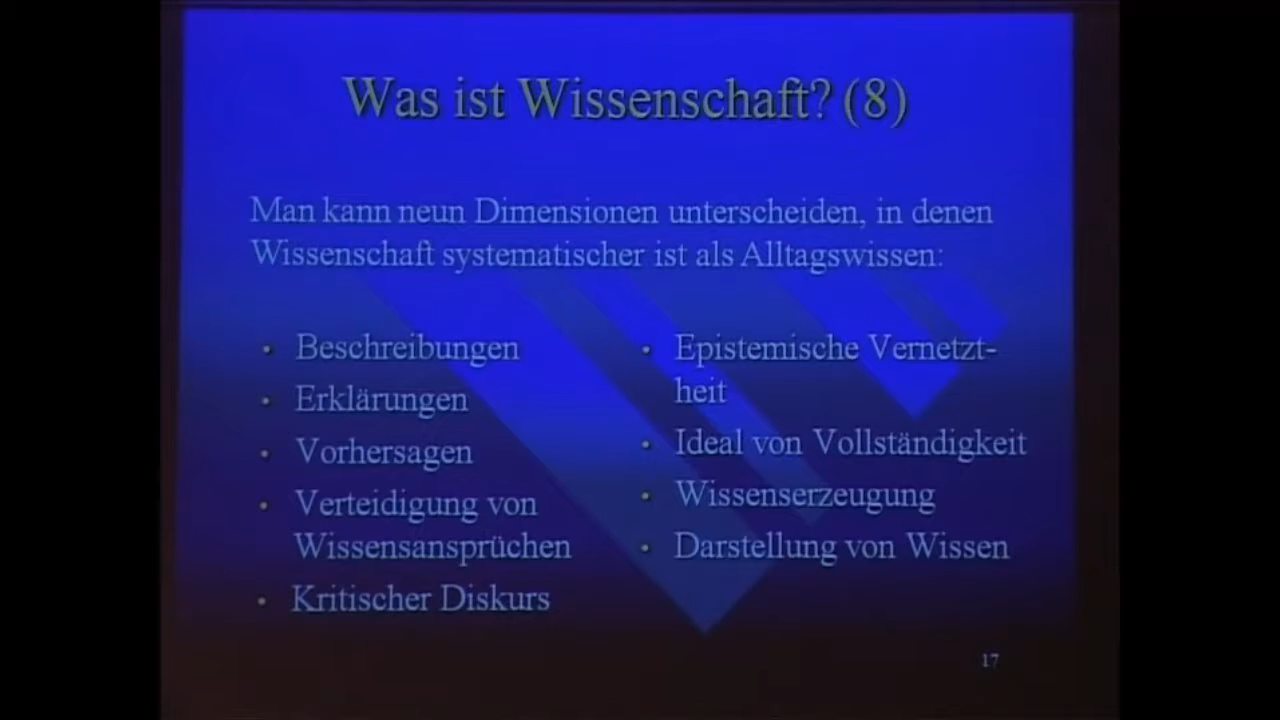 Was ist Wissenschaft? (8)
Man kann neun Dimensionen unterscheiden, in denen
Wissenschaft systematischer ist als Alltagswissen:
• Beschreibungen
• Erklärungen
• Vorhersagen
• Verteidigung von
Wissensansprüchen
• Kritischer Diskurs
• Epistemische Vernetzt-
heit
• Ideal von Vollständigkeit
• Wissenserzeugung
• Darstellung von Wissen
17